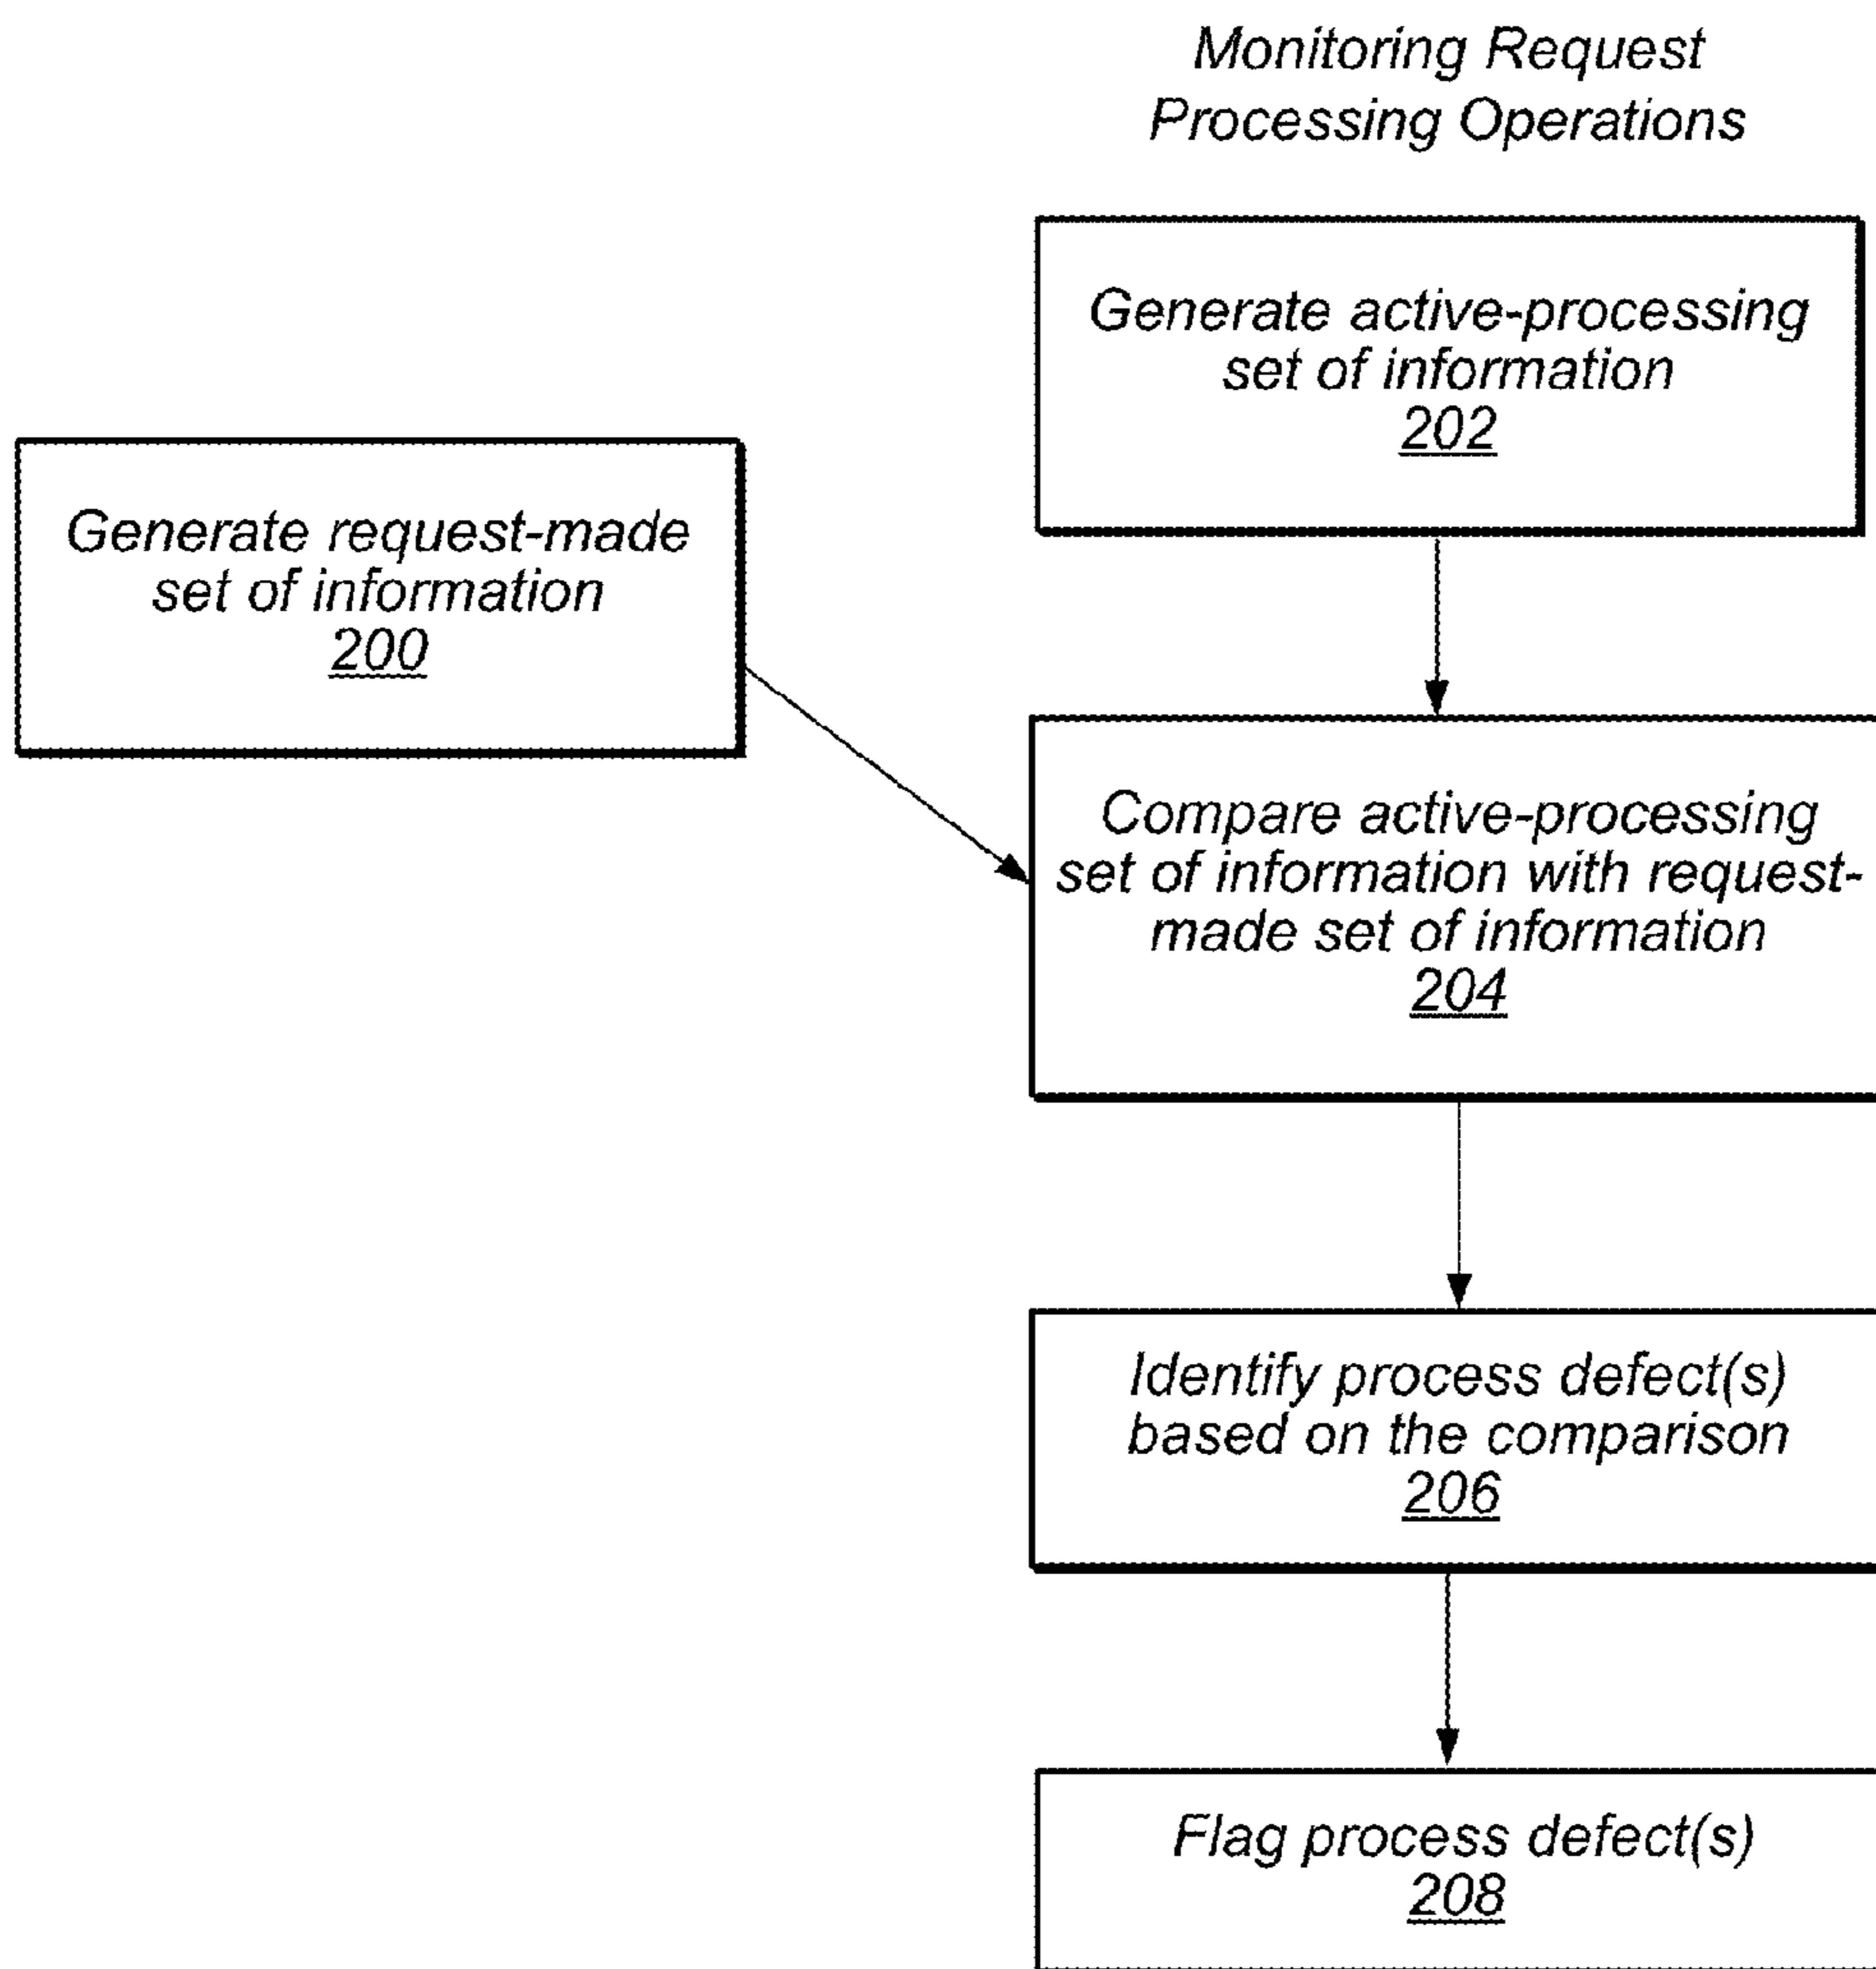 Monitoring Request
Processing Operations
Generate active-processing
set of information
202
Generate request-made
set of information
200
Compare active-processing
set of information with request-
made set of information
204
Identify process defect(s)
based on the comparison
206
Flag process defect(s)
208